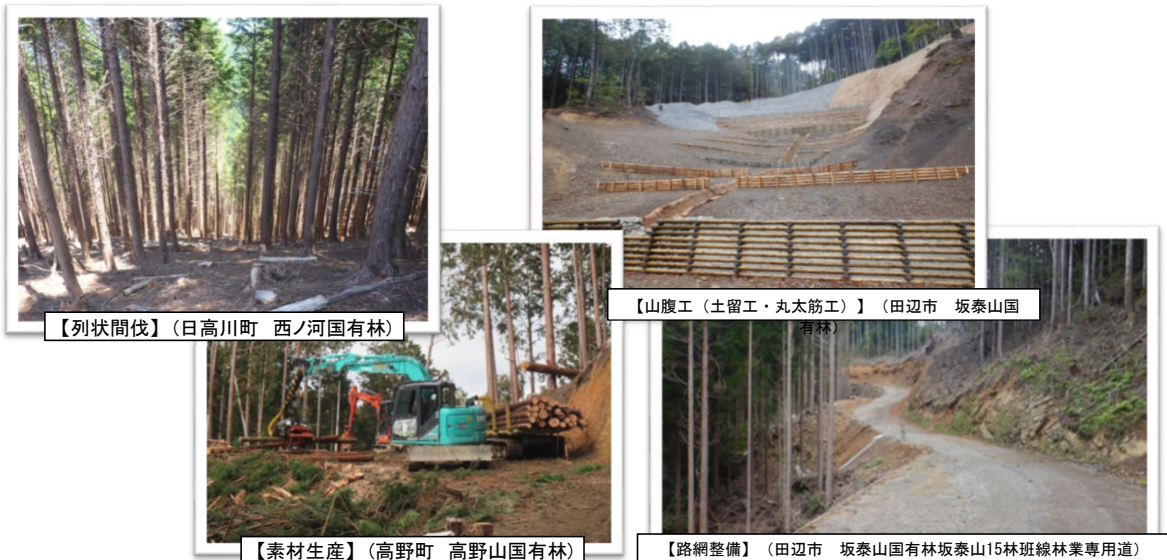 【列状間伐】（日高川町　西ノ河国有林）
【山腹工（土留工・丸太筋工）】（田辺市　坂泰山国
有林）
【素材生産】（高野町　高野山国有林）
【路網整備】（田辺市　坂泰山国有林坂泰山15林班線林業専用道）